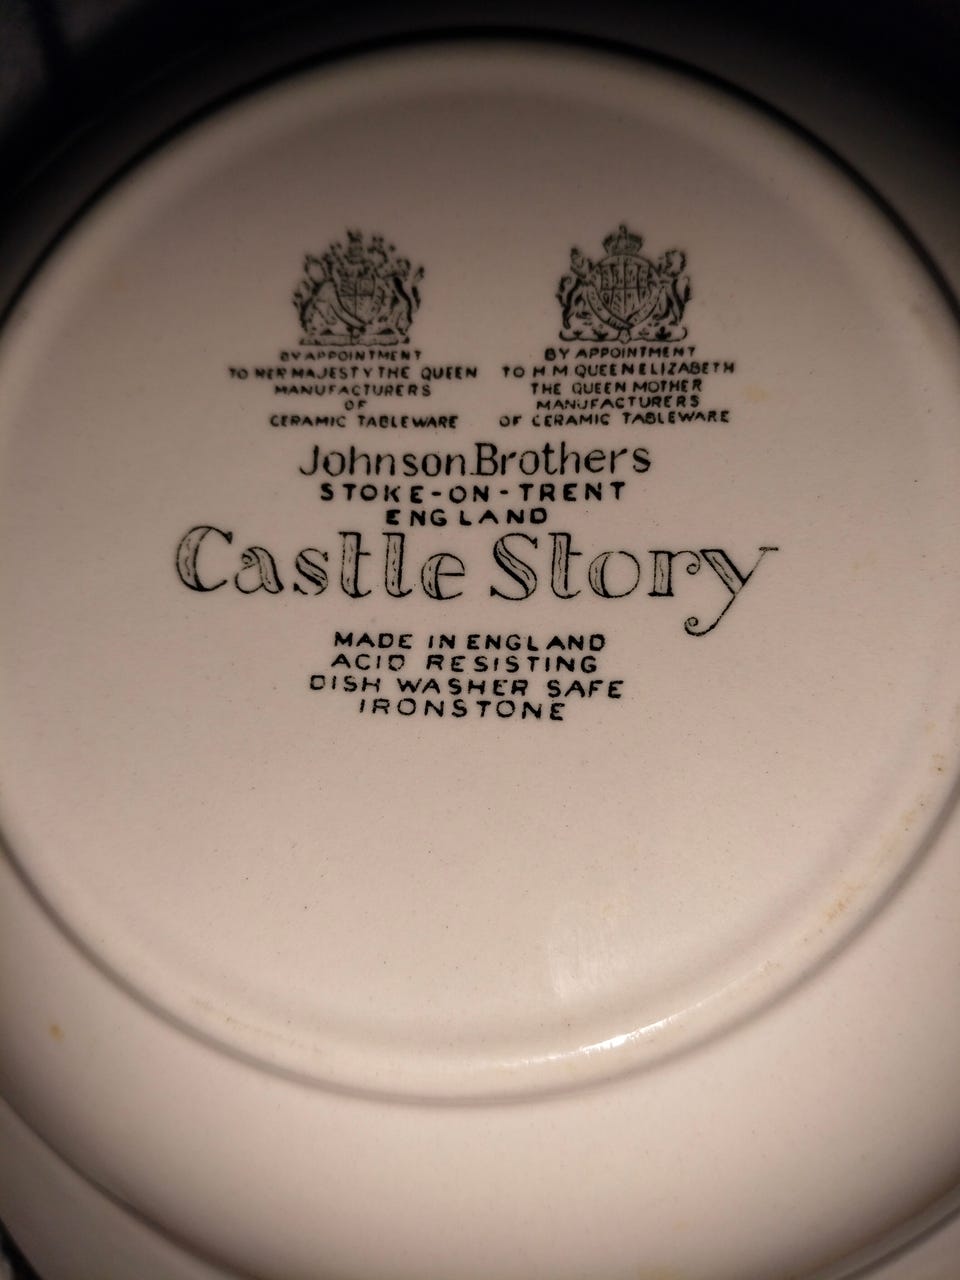 BY APPOINTMENT
TO HER MAJESTY THE QUEEN
MANUFACTURERS
OF
CERAMIC TABLEWARE
BY APPOINTMENT
TO H M QUEEN ELIZABETH
THE QUEEN MOTHER
MANUFACTURERS
OF CERAMIC TABLEWARE
Johnson Brothers
STOKE-ON-TRENT
ENGLAND
Castle Story
MADE IN ENGLAND
ACID RESISTING
DISH WASHER SAFE
IRONSTONE